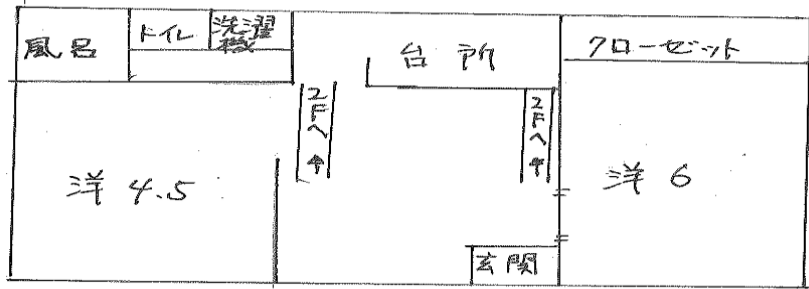 風呂
トイレ
洗濯
機
台所
クローゼット
2Fへ↑
2Fへ↑
洋 4.5
洋 6
玄関